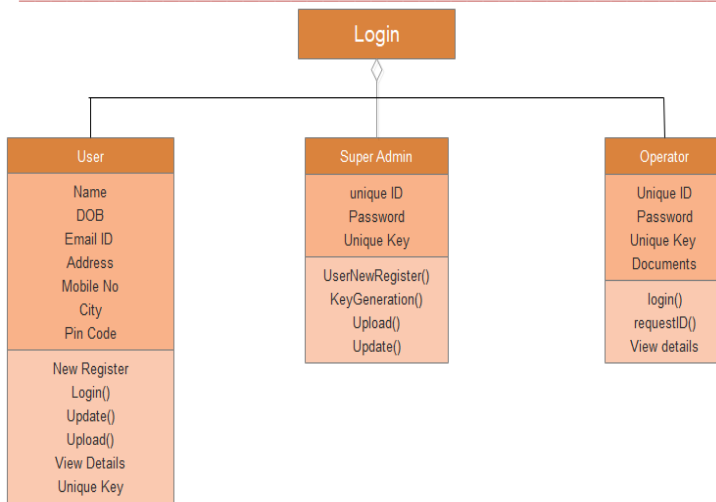 Login
User
Name
DOB
Email ID
Address
Mobile No
City
Pin Code
New Register
Login()
Update()
Upload()
View Details
Unique Key
Super Admin
unique ID
Password
Unique Key
UserNewRegister()
KeyGeneration()
Upload()
Update()
Operator
Unique ID
Password
Unique Key
Documents
login()
requestID()
View details